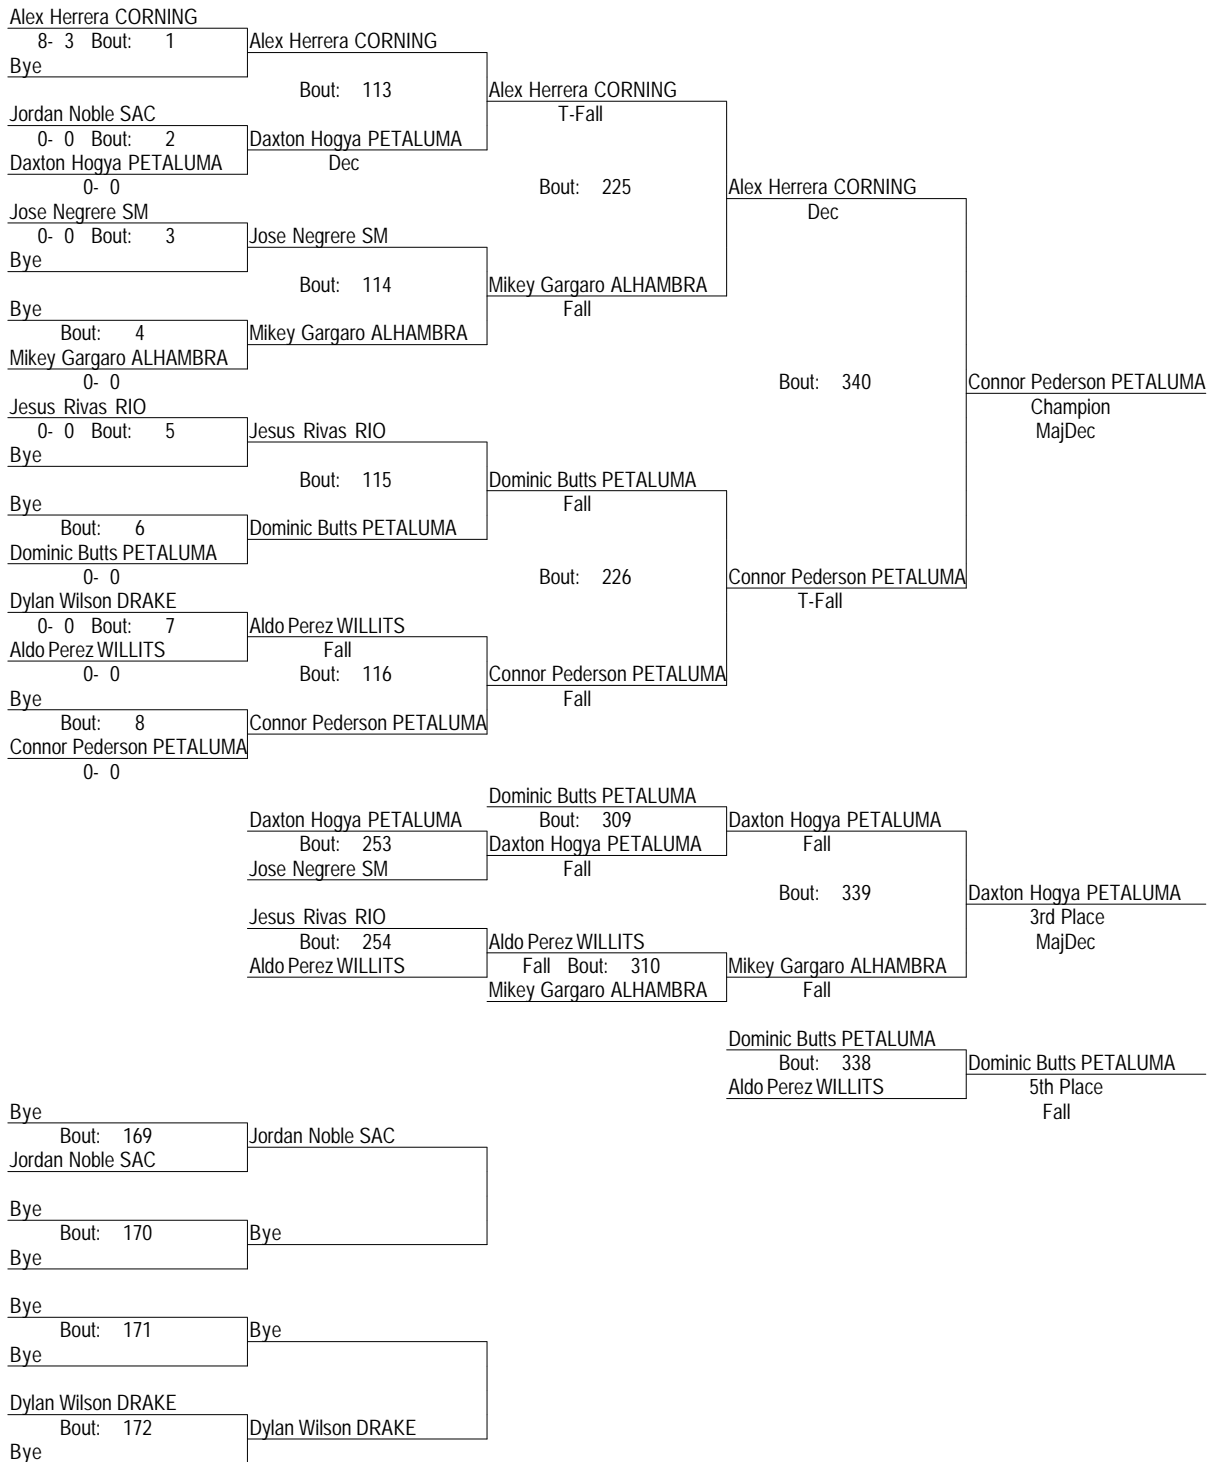 Alex Herrera CORNING
8- 3 Bout: 1
Alex Herrera CORNING
Bye
Bout: 113
Alex Herrera CORNING
T-Fall
Jordan Noble SAC
0- 0 Bout: 2
Daxton Hogya PETALUMA
Dec
Daxton Hogya PETALUMA
0- 0
Bout: 225
Alex Herrera CORNING
Dec
Jose Negrere SM
0- 0 Bout: 3
Jose Negrere SM
Bye
Bout: 114
Mikey Gargaro ALHAMBRA
Fall
Bye
Bout: 4
Mikey Gargaro ALHAMBRA
Mikey Gargaro ALHAMBRA
0- 0
Bout: 340
Connor Pederson PETALUMA
Champion
MajDec
Jesus Rivas RIO
0- 0 Bout: 5
Jesus Rivas RIO
Bye
Bout: 115
Dominic Butts PETALUMA
Fall
Bye
Bout: 6
Dominic Butts PETALUMA
Dominic Butts PETALUMA
0- 0
Bout: 226
Connor Pederson PETALUMA
T-Fall
Dylan Wilson DRAKE
0- 0 Bout: 7
Aldo Perez WILLITS
Fall
Aldo Perez WILLITS
0- 0
Bout: 116
Connor Pederson PETALUMA
Fall
Bye
Bout: 8
Connor Pederson PETALUMA
Connor Pederson PETALUMA
0- 0
Dominic Butts PETALUMA
Daxton Hogya PETALUMA
Bout: 309
Daxton Hogya PETALUMA
Bout: 253
Daxton Hogya PETALUMA
Fall
Jose Negrere SM
Fall
Bout: 339
Daxton Hogya PETALUMA
3rd Place
MajDec
Jesus Rivas RIO
Bout: 254
Aldo Perez WILLITS
Aldo Perez WILLITS
Fall Bout: 310
Mikey Gargaro ALHAMBRA
Mikey Gargaro ALHAMBRA
Fall
Dominic Butts PETALUMA
Bout: 338
Dominic Butts PETALUMA
Aldo Perez WILLITS
5th Place
Fall
Bye
Bout: 169
Jordan Noble SAC
Jordan Noble SAC
Bye
Bout: 170
Bye
Bye
Bye
Bout: 171
Bye
Bye
Dylan Wilson DRAKE
Bout: 172
Dylan Wilson DRAKE
Bye